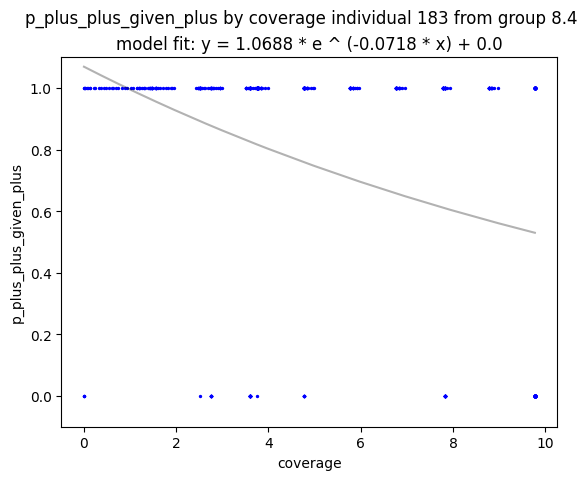 p_plus_plus_given_plus by coverage individual 183 from group 8.4
model fit: y = 1.0688 * e ^ (-0.0718 * x) + 0.0
p_plus_plus_given_plus
1.0
0.8
0.6
0.4
0.2
0.0
0 2 4 6 8 10
coverage